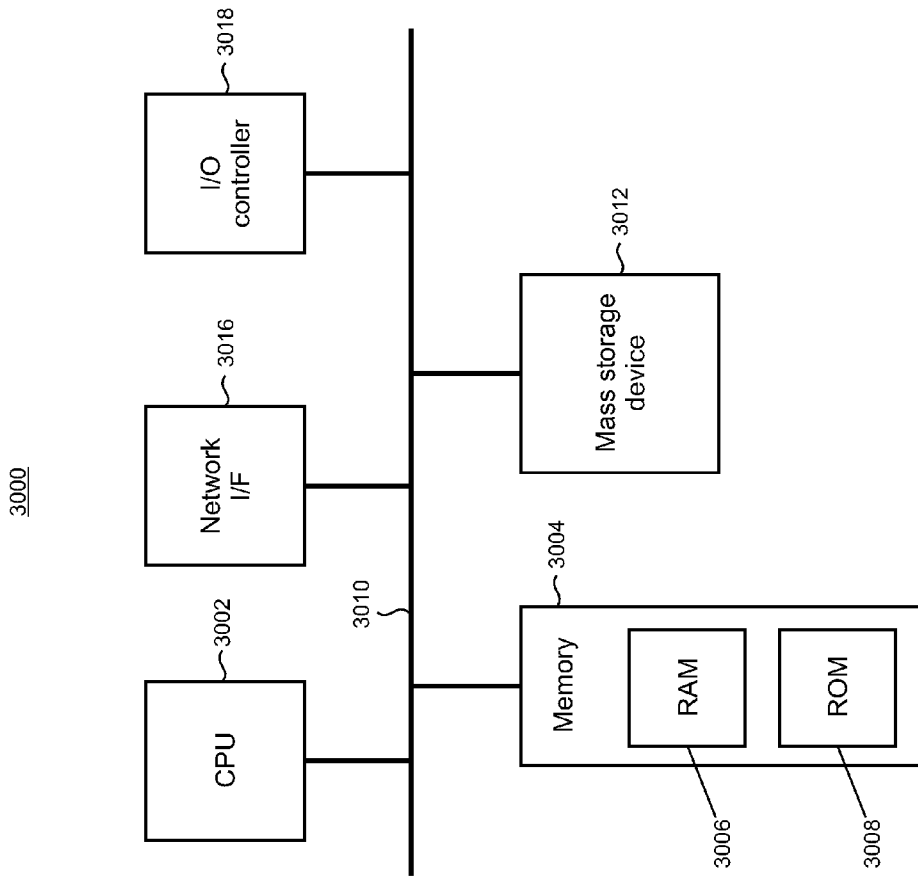 3000
CPU
3002
Network
I/F
3016
I/O
controller
3018
3010
Memory
3004
RAM
3006
ROM
3008
Mass storage
device
3012